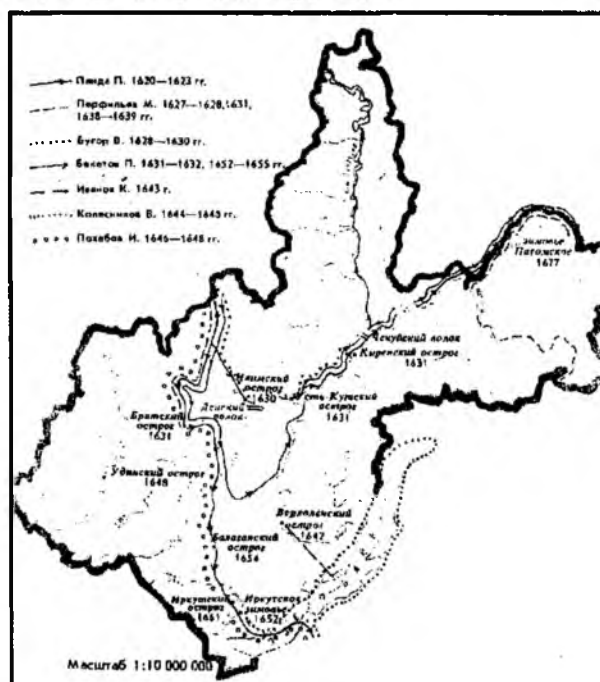 Пянда П. 1620—1623 гг.
Перфильев М. 1627—1628, 1631,
1638—1639 гг.
Бугор В. 1628—1630 гг.
Бекетов П. 1631—1632, 1652—1655 гг.
Иванов К. 1643 г.
Колесников В. 1644—1645 гг.
Похабов И. 1646—1648 гг.
зимовье
Патомское
1677
Чечуйский волок
Киренский острог
1631
Илимский
острог
1630
Усть-Кутский
острог
1631
Ленский
волок
Братский
острог
1631
Удинский острог
1648
Верхоленский
острог
1642
Балаганский
острог
1654
Иркутский
острог
1661
Иркутское
зимовье
1652
Масштаб 1:10 000 000